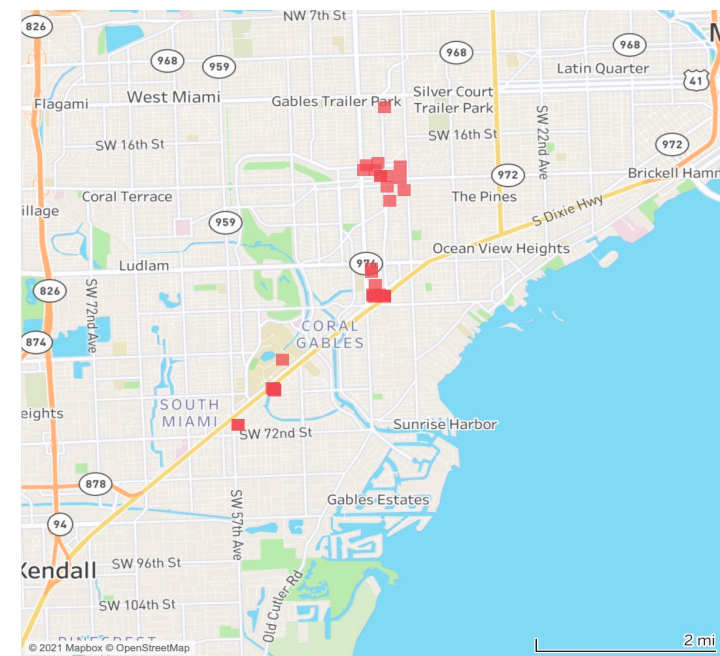 NW 7th St
826
968
968
968
959
Latin Quarter
41
Silver Court
Trailer Park
West Miami
Gables Trailer Park
Flagami
SW 16th St
SW 22nd Ave
SW 16th St
972
972
Brickell Hamm
Coral Terrace
The Pines
illage
959
S Dixie Hwy
Ocean View Heights
Ludlam
976
826
SW 72nd Ave
874
CORAL
GABLES
SOUTH
MIAMI
eights
Sunrise Harbor
SW 72nd St
878
Gables Estates
SW 57th Ave
94
SW 96th St
Kendall
Old Cutler Rd
SW 104th St
PINECREST
© 2021 Mapbox © OpenStreetMap
2 mi